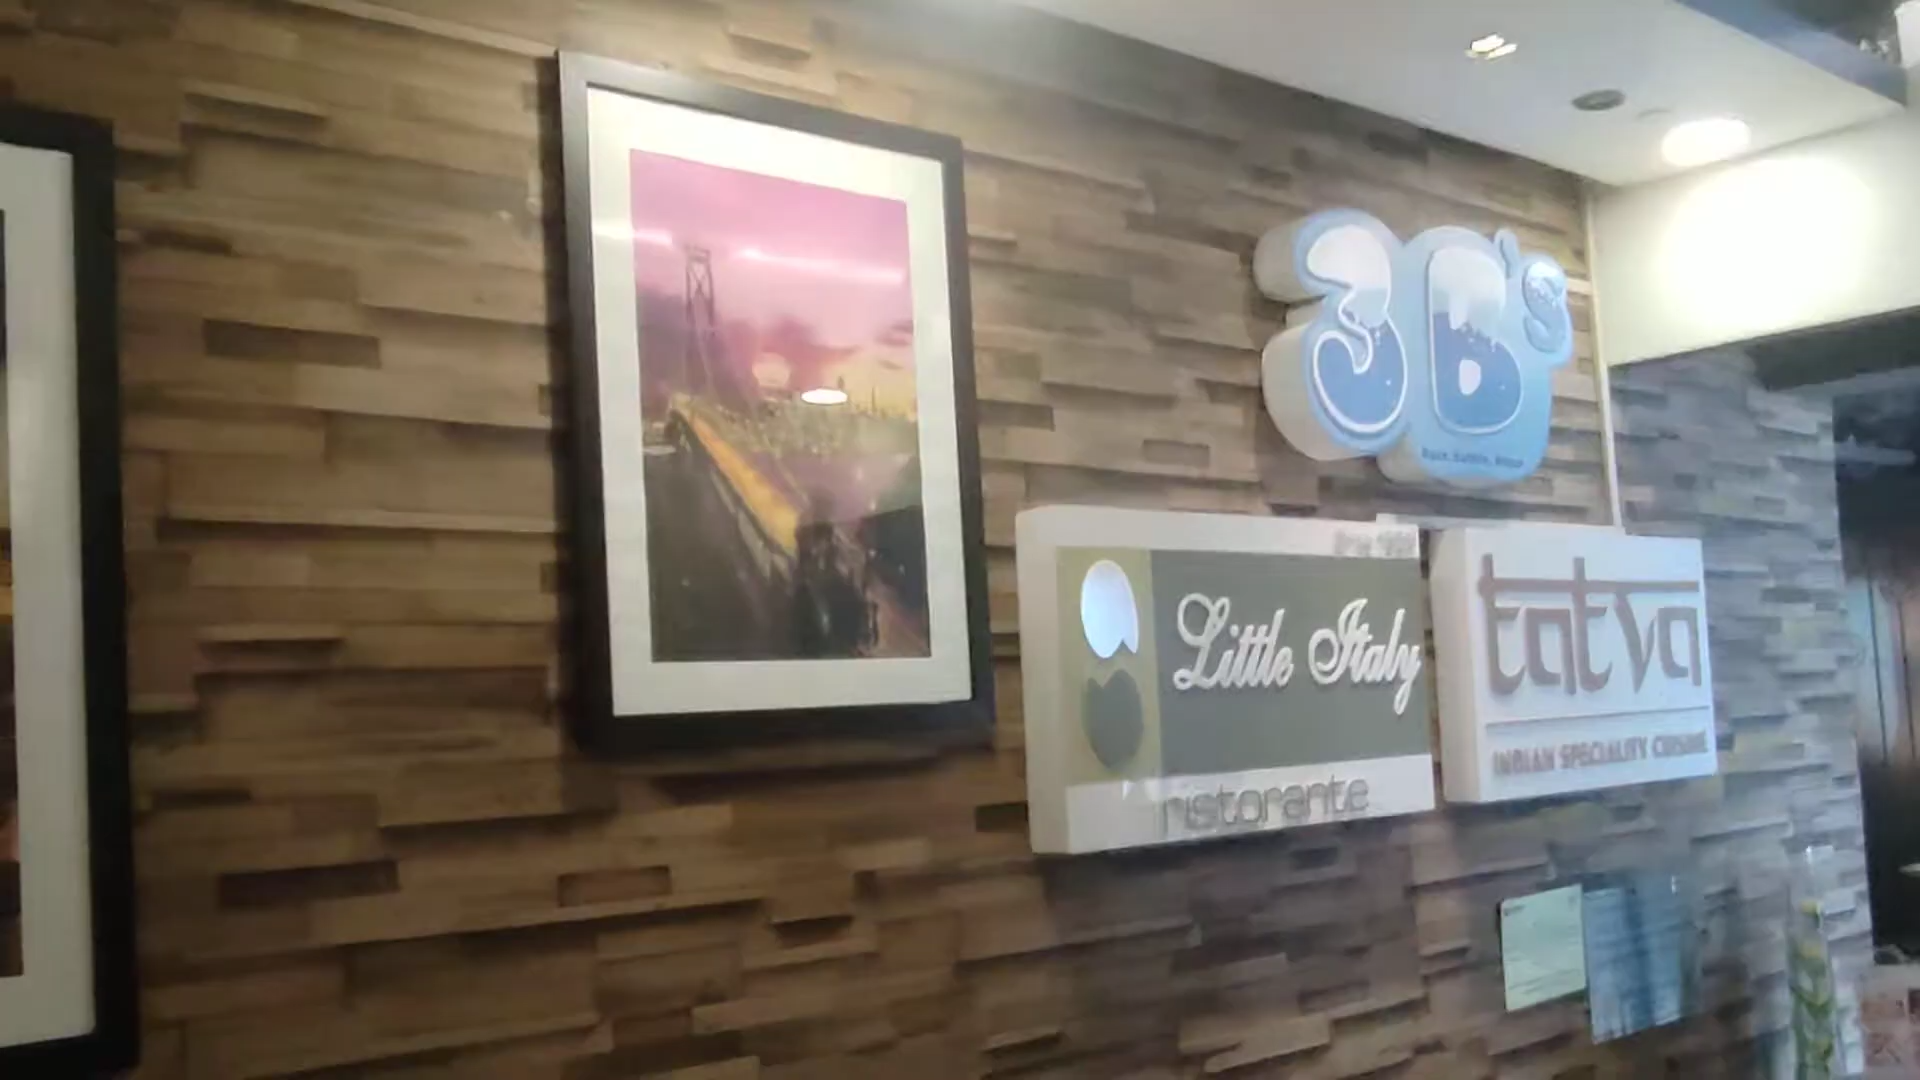 3B's
Little Italy
ristorante
tatva
INDIAN SPECIALITY CUISINE